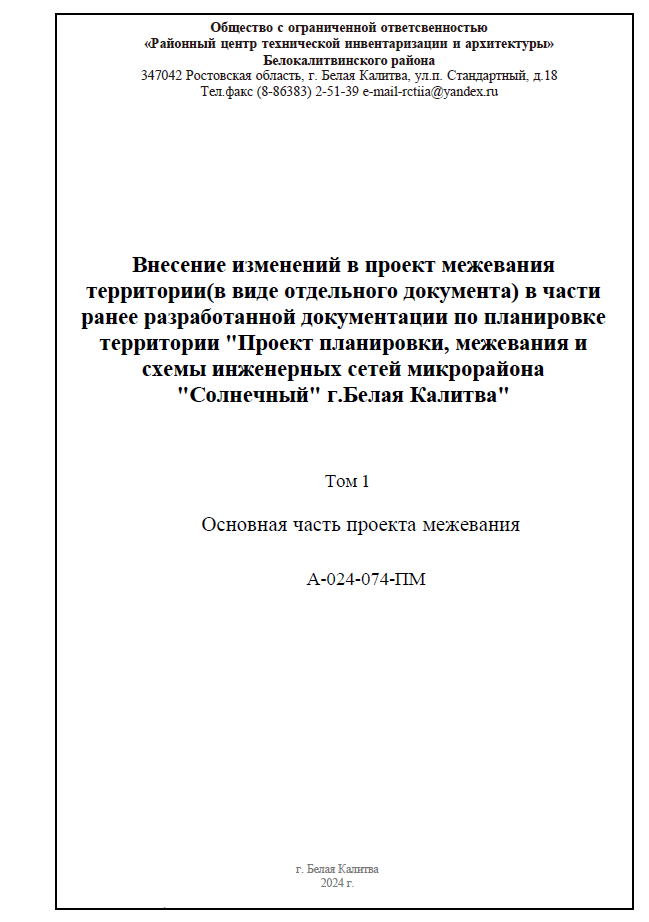 Общество с ограниченной ответсвенностью
«Районный центр технической инвентаризации и архитектуры»
Белокалитвинского района
347042 Ростовская область, г. Белая Калитва, ул.п. Стандартный, д.18
Тел.факс (8-86383) 2-51-39 e-mail-rctiia@yandex.ru
Внесение изменений в проект межевания
территории(в виде отдельного документа) в части
ранее разработанной документации по планировке
территории "Проект планировки, межевания и
схемы инженерных сетей микрорайона
"Солнечный" г.Белая Калитва"
Том 1
Основная часть проекта межевания
А-024-074-ПМ
г. Белая Калитва
2024 г.